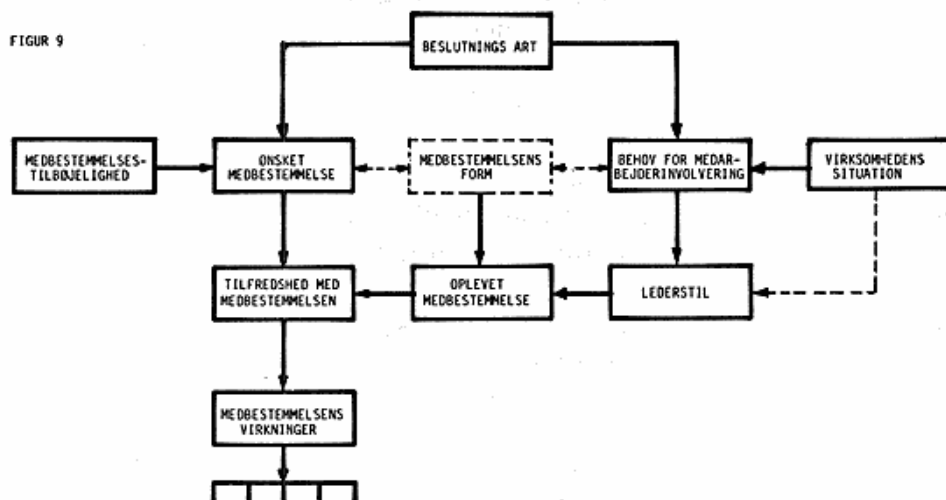 FIGUR 9
BESLUTNINGS ART
MEDBESTEMMELSES-
TILBØJELIGHED
ØNSKET
MEDBESTEMMELSE
MEDBESTEMMELSENS
FORM
BEHOV FOR MEDAR-
BEJDERINVOLVERING
VIRKSOMHEDENS
SITUATION
TILFREDSHED MED
MEDBESTEMMELSEN
OPLEVET
MEDBESTEMMELSE
LEDERSTIL
MEDBESTEMMELSENS
VIRKNINGER